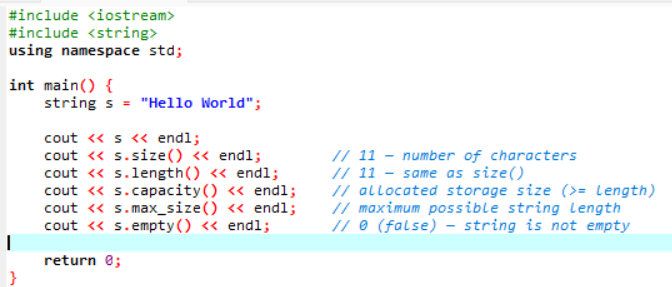 #include <iostream>
#include <string>
using namespace std;
int main() {
    string s = "Hello World";
    cout << s << endl;
    cout << s.size() << endl;        // 11 – number of characters
    cout << s.length() << endl;      // 11 – same as size()
    cout << s.capacity() << endl;    // allocated storage size (>= length)
    cout << s.max_size() << endl;    // maximum possible string length
    cout << s.empty() << endl;       // 0 (false) – string is not empty
    return 0;
}